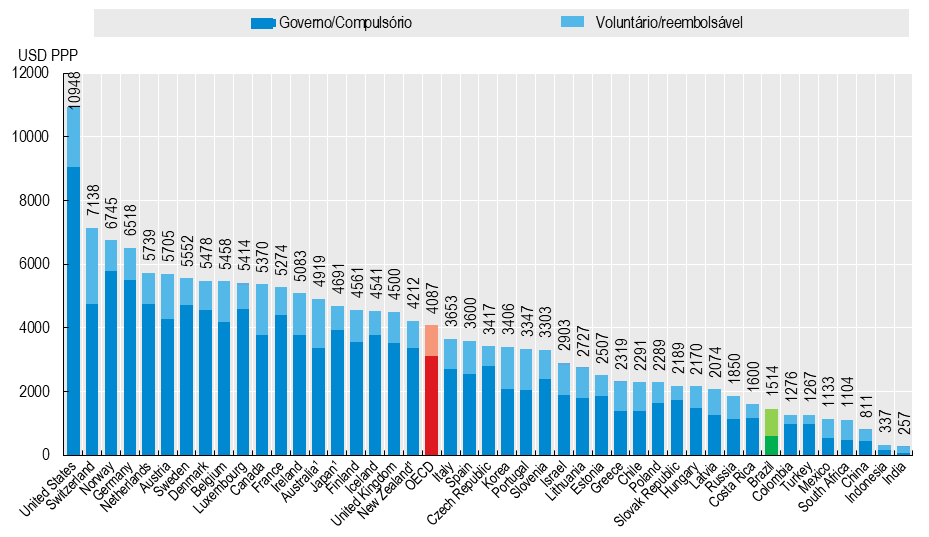 Governo/Compulsório
Voluntário/reembolsável
USD PPP
12000
10000
8000
6000
4000
2000
0
10948
7138
6745
6518
5739
5705
5552
5478
5458
5414
5370
5274
5083
4919
4691
4561
4541
4500
4212
4087
3653
3600
3417
3406
3347
3303
2903
2727
2507
2319
2291
2289
2189
2170
2074
1850
1600
1514
1276
1267
1133
1104
811
337
257
United States
Switzerland
Norway
Germany
Netherlands
Austria
Sweden
Denmark
Belgium
Luxembourg
Canada
France
Ireland
Australia¹
Japan¹
Finland
Iceland
United Kingdom
New Zealand¹
OECD
Italy
Spain
Czech Republic
Korea
Portugal
Slovenia
Israel
Lithuania
Estonia
Greece
Chile
Poland
Slovak Republic
Hungary
Latvia
Russia
Costa Rica
Brazil
Colombia
Turkey
Mexico
South Africa
China
Indonesia
India